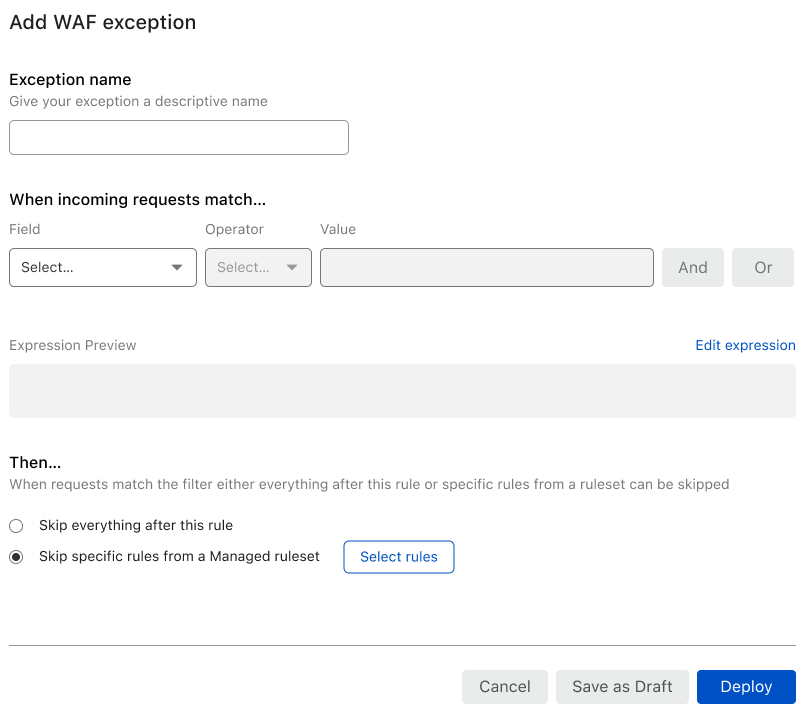 Add WAF exception
Exception name
Give your exception a descriptive name
When incoming requests match...
Field Operator Value
Select... Select... And Or
Expression Preview Edit expression
Then...
When requests match the filter either everything after this rule or specific rules from a ruleset can be skipped
Skip everything after this rule
Skip specific rules from a Managed ruleset Select rules
Cancel Save as Draft Deploy